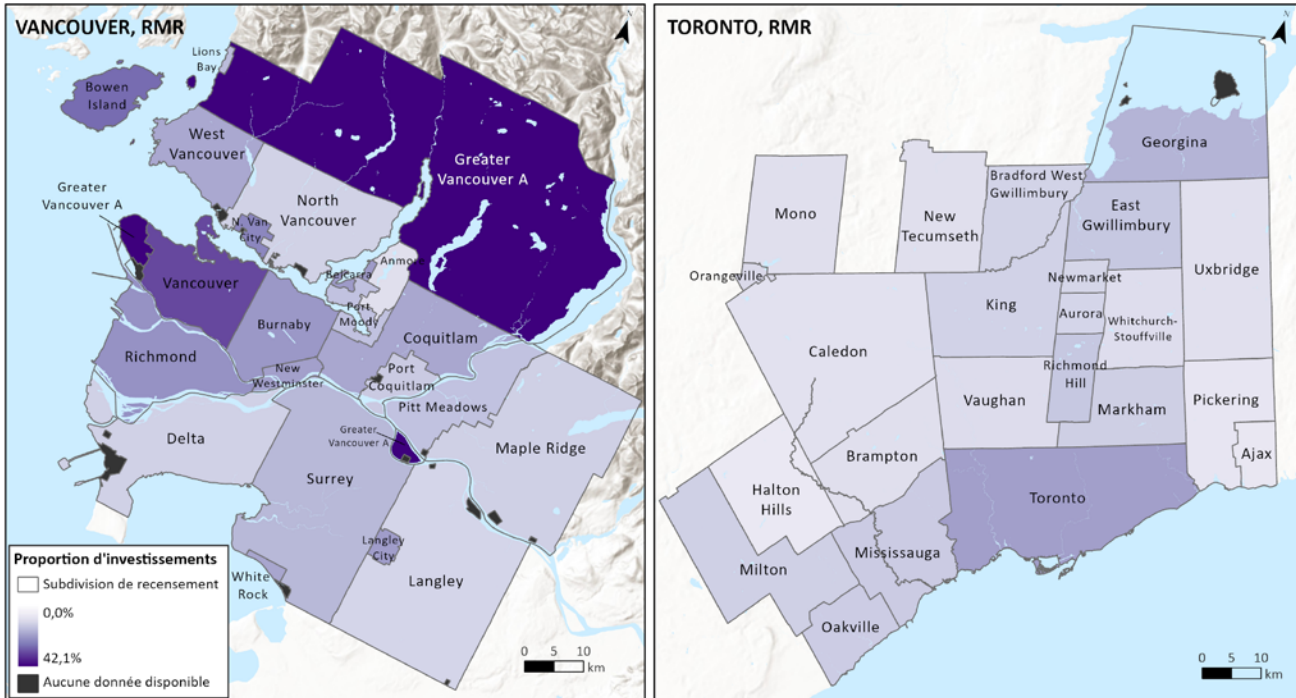 VANCOUVER, RMR
Lions
Bay
Bowen
Island
West
Vancouver
Greater
Vancouver A
Greater
Vancouver A
North
Vancouver
N. Van
City
Anmore
Belcarra
Vancouver
Port
Moody
Burnaby
Coquitlam
Richmond
New
Westminster
Port
Coquitlam
Pitt Meadows
Greater
Vancouver A
Delta
Maple Ridge
Surrey
Langley
City
Langley
White
Rock
Proportion d'investissements
Subdivision de recensement
0,0%
42,1%
Aucune donnée disponible
0 5 10
km
TORONTO, RMR
N
Georgina
Bradford West
Gwillimbury
Mono
New
Tecumseth
East
Gwillimbury
Uxbridge
Orangeville
Newmarket
King
Aurora
Whitchurch-
Stouffville
Caledon
Richmond
Hill
Vaughan
Markham
Pickering
Brampton
Ajax
Halton
Hills
Toronto
Mississauga
Milton
Oakville
0 5 10
km